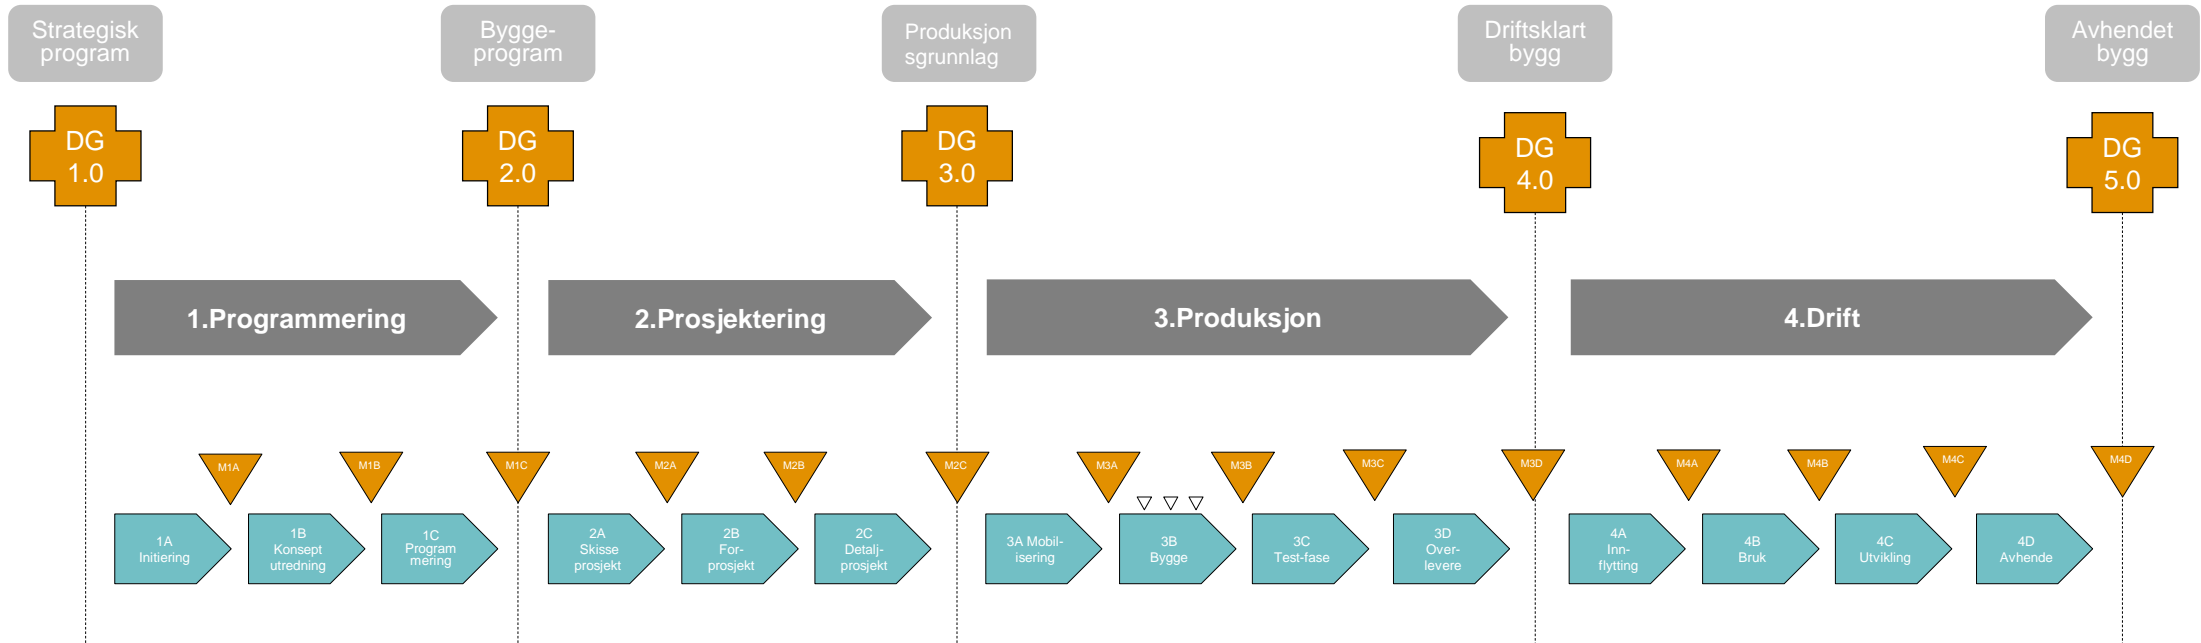 Strategisk
program
Bygge-
program
Produksjon
sgrunnlag
Driftsklart
bygg
Avhendet
bygg
DG
1.0
DG
2.0
DG
3.0
DG
4.0
DG
5.0
1.Programmering
2.Prosjektering
3.Produksjon
4.Drift
M1A
M1B
M1C
M2A
M2B
M2C
M3A
M3B
M3C
M3D
M4A
M4B
M4C
M4D
1A
Initiering
1B
Konsept
utredning
1C
Program
mering
2A
Skisse
prosjekt
2B
For-
prosjekt
2C
Detalj-
prosjekt
3A Mobil-
isering
3B
Bygge
3C
Test-fase
3D
Over-
levere
4A
Inn-
flytting
4B
Bruk
4C
Utvikling
4D
Avhende